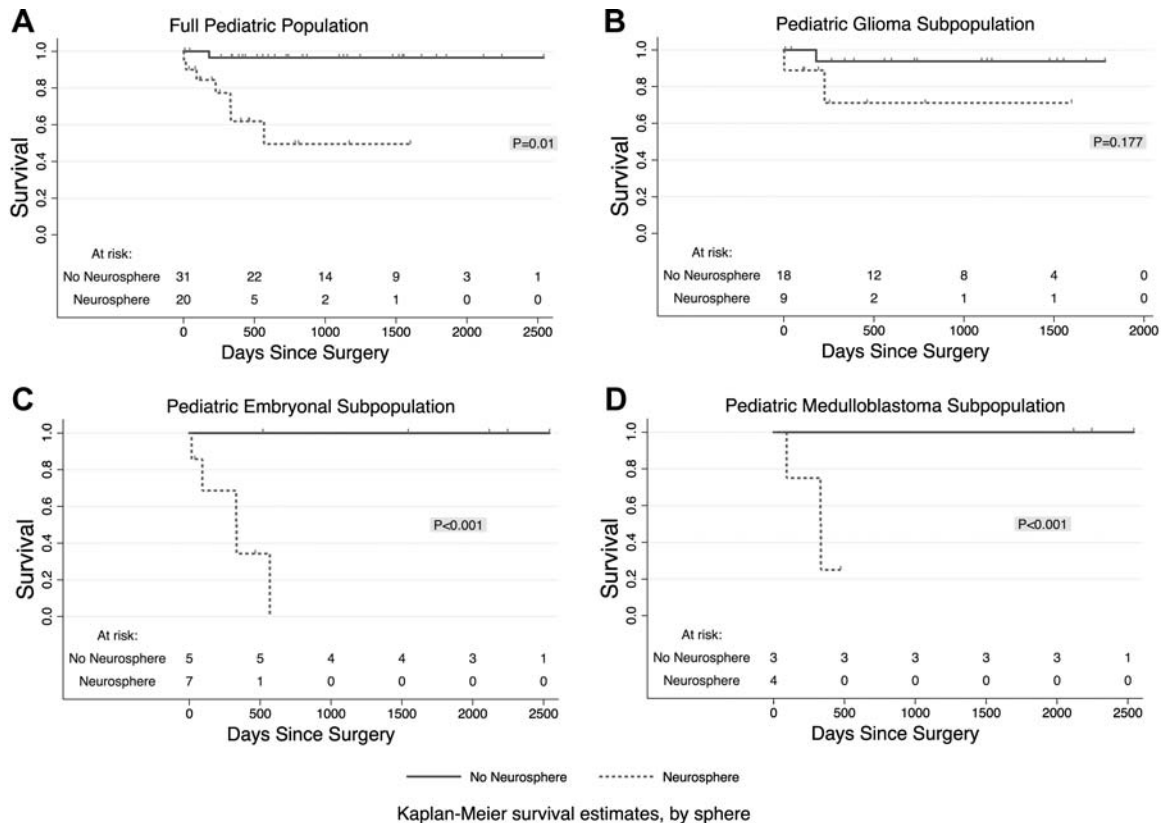 A
Full Pediatric Population
1.0
0.8
0.6
0.4
0.2
0.0
Survival
P=0.01
At risk:
No Neurosphere 31 22 14 9 3 1
Neurosphere 20 5 2 1 0 0
0 500 1000 1500 2000 2500
Days Since Surgery
B
Pediatric Glioma Subpopulation
1.0
0.8
0.6
0.4
0.2
0.0
Survival
P=0.177
At risk:
No Neurosphere 18 12 8 4 0
Neurosphere 9 2 1 1 0
0 500 1000 1500 2000
Days Since Surgery
C
Pediatric Embryonal Subpopulation
1.0
0.8
0.6
0.4
0.2
0.0
Survival
P<0.001
At risk:
No Neurosphere 5 5 4 4 3 1
Neurosphere 7 1 0 0 0 0
0 500 1000 1500 2000 2500
Days Since Surgery
D
Pediatric Medulloblastoma Subpopulation
1.0
0.8
0.6
0.4
0.2
0.0
Survival
P<0.001
At risk:
No Neurosphere 3 3 3 3 3 1
Neurosphere 4 0 0 0 0 0
0 500 1000 1500 2000 2500
Days Since Surgery
No Neurosphere Neurosphere
Kaplan-Meier survival estimates, by sphere